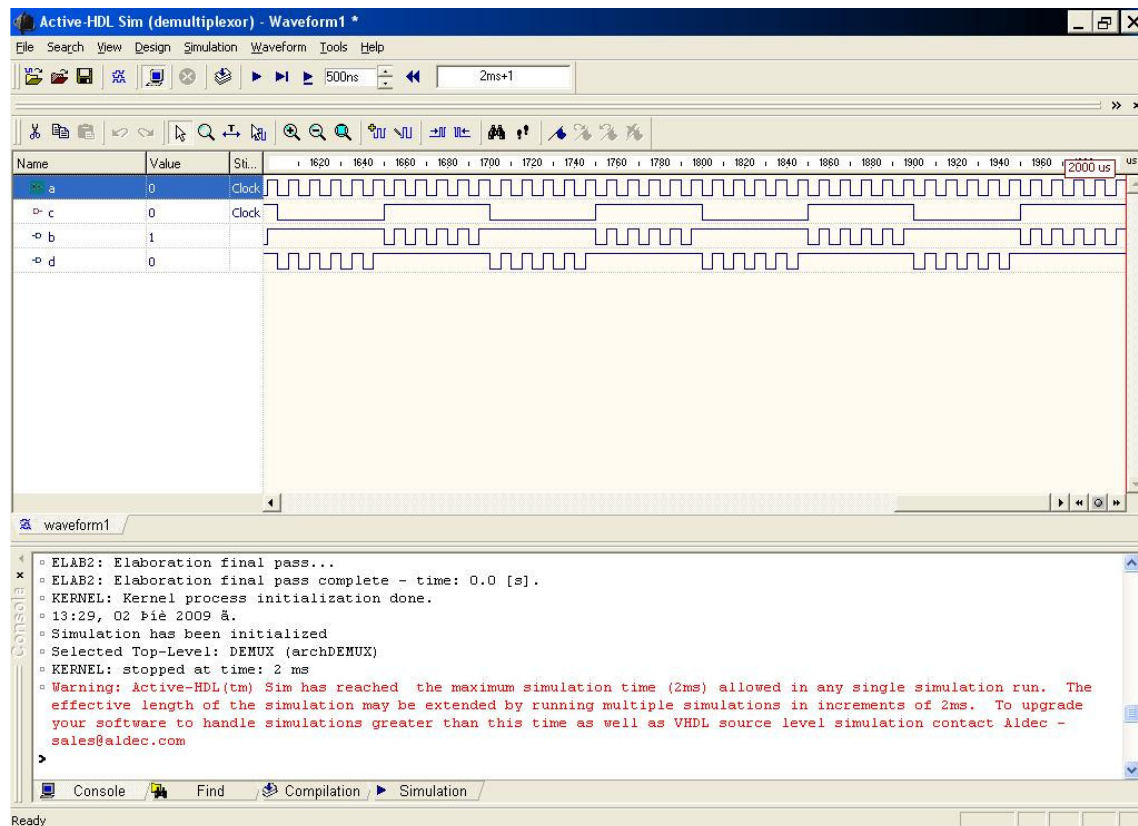 Active-HDL Sim (demultiplexor) - Waveform1 *
File Search View Design Simulation Waveform Tools Help
500ns 2ms+1
Name Value Sti... 1620 1640 1660 1680 1700 1720 1740 1760 1780 1800 1820 1840 1860 1880 1900 1920 1940 1960 us
2000 us
a 0 Clock
c 0 Clock
b 1
d 0
waveform1
Consola
ELAB2: Elaboration final pass...
ELAB2: Elaboration final pass complete - time: 0.0 [s].
KERNEL: Kernel process initialization done.
13:29, 02 Þíè 2009 ã.
Simulation has been initialized
Selected Top-Level: DEMUX (archDEMUX)
KERNEL: stopped at time: 2 ms
Warning: Active-HDL(tm) Sim has reached the maximum simulation time (2ms) allowed in any single simulation run. The
effective length of the simulation may be extended by running multiple simulations in increments of 2ms. To upgrade
your software to handle simulations greater than this time as well as VHDL source level simulation contact Aldec -
sales@aldec.com
>
Console Find Compilation Simulation
Ready